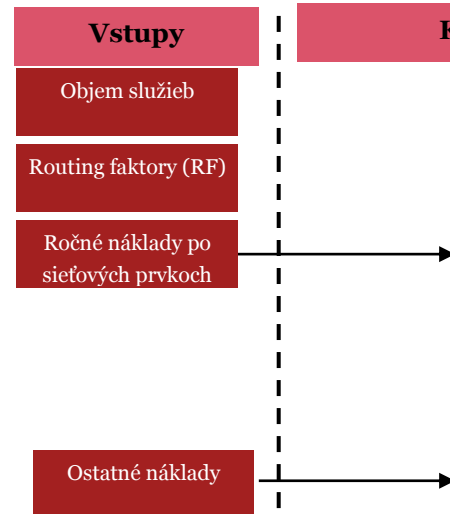 Vstupy
K
Objem služieb
Routing faktory (RF)
Ročné náklady po
sieťových prvkoch
Ostatné náklady